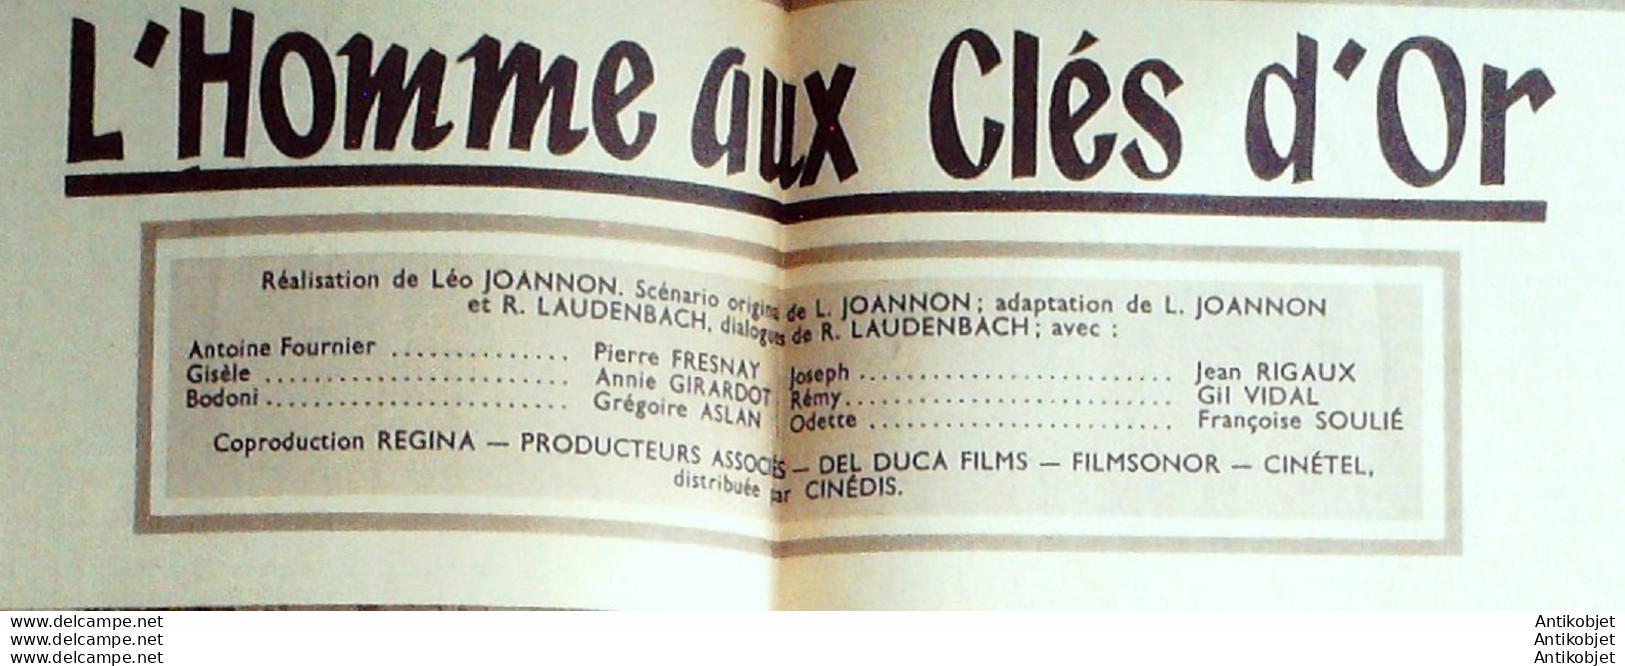 L'Homme aux Clés d'Or
Réalisation de Léo JOANNON. Scénario origina de L. JOANNON; adaptation de L. JOANNON
et R. LAUDENBACH, dialogues de R. LAUDENBACH; avec :
Antoine Fournier .............. Pierre FRESNAY
Gisèle ......................... Annie GIRARDOT
Bodoni......................... Grégoire ASLAN
Joseph .......................... Jean RIGAUX
Rémy........................... Gil VIDAL
Odette ......................... Françoise SOULIÉ
Coproduction REGINA — PRODUCTEURS ASSOCIÉS — DEL DUCA FILMS — FILMSONOR — CINÉTEL,
distribuée par CINÉDIS.
www.delcampe.net
www.delcampe.net
www.delcampe.net
Antikobjet
Antikobjet
Antikobjet